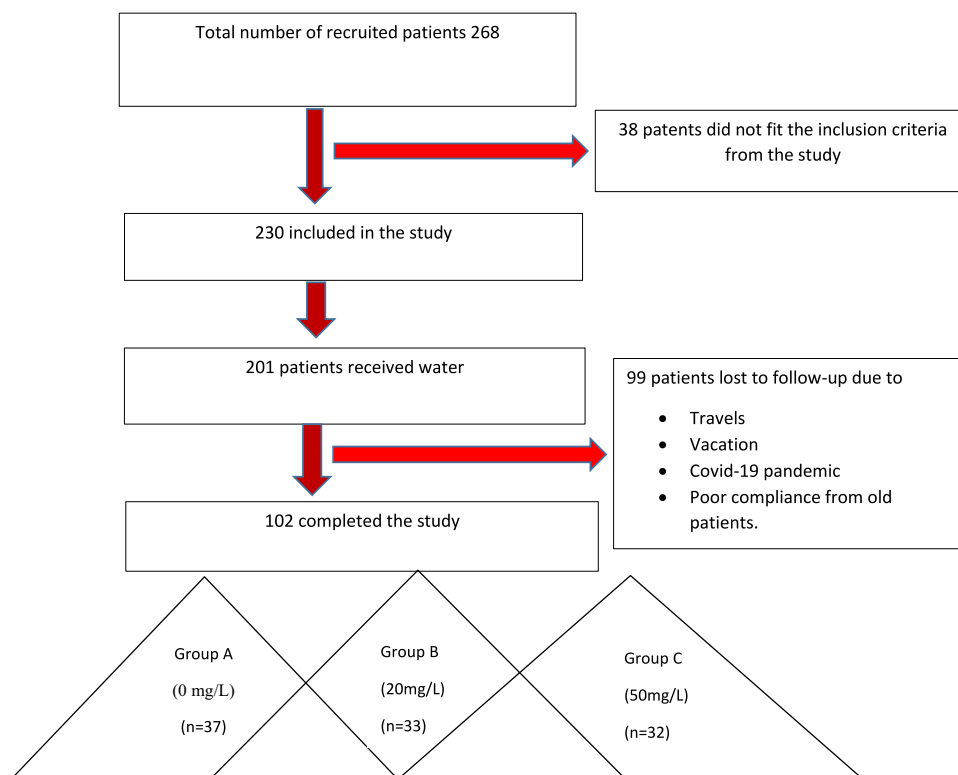 Total number of recruited patients 268
38 patents did not fit the inclusion criteria
from the study
230 included in the study
201 patients received water
99 patients lost to follow-up due to
• Travels
• Vacation
• Covid-19 pandemic
• Poor compliance from old
patients.
102 completed the study
Group A
(0 mg/L)
(n=37)
Group B
(20mg/L)
(n=33)
Group C
(50mg/L)
(n=32)